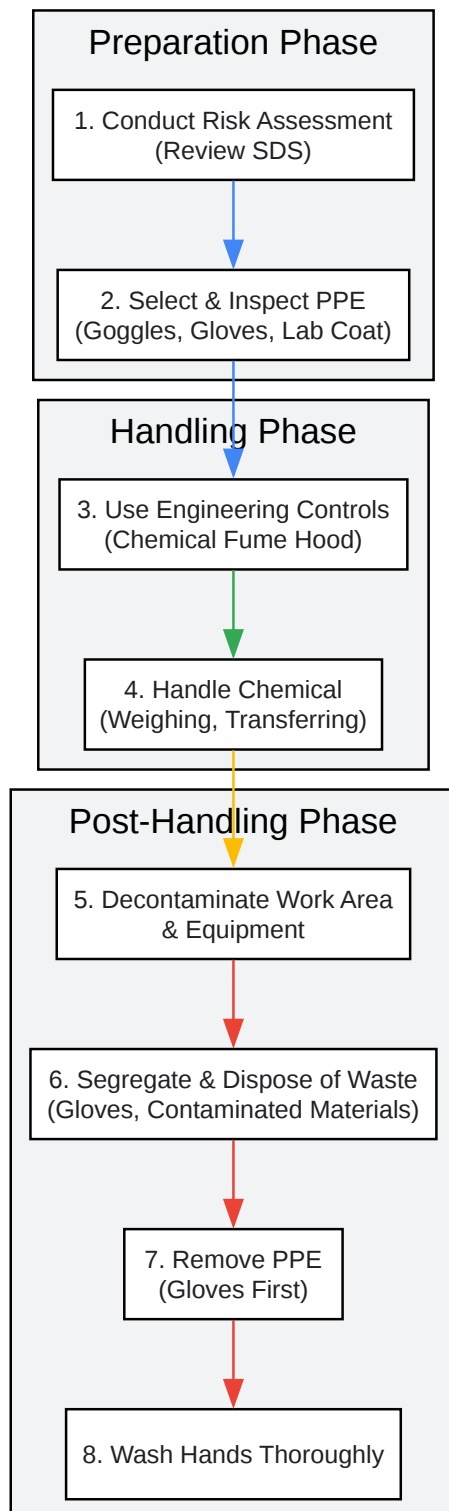 Preparation Phase
1. Conduct Risk Assessment
(Review SDS)
2. Select & Inspect PPE
(Goggles, Gloves, Lab Coat)
Handling Phase
3. Use Engineering Controls
(Chemical Fume Hood)
4. Handle Chemical
(Weighing, Transferring)
Post-Handling Phase
5. Decontaminate Work Area
& Equipment
6. Segregate & Dispose of Waste
(Gloves, Contaminated Materials)
7. Remove PPE
(Gloves First)
8. Wash Hands Thoroughly